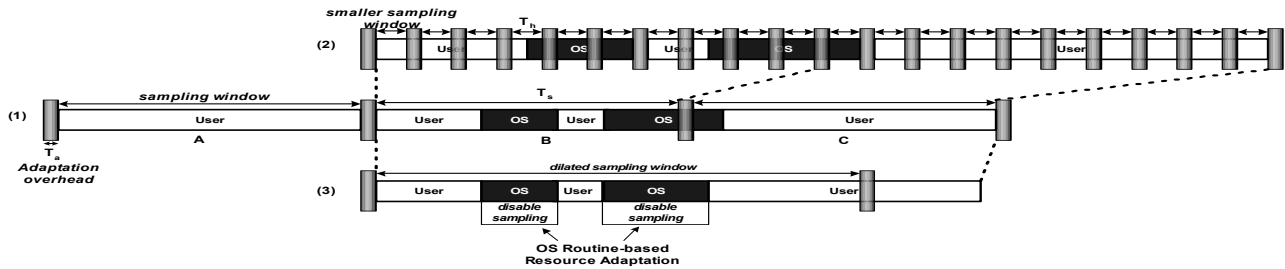 smaller sampling
window
T_h
(2)
User
OS
User
OS
User
sampling window
T_s
(1)
User
User
OS
User
OS
User
A
B
C
T_a
Adaptation
overhead
dilated sampling window
(3)
User
OS
User
OS
User
disable
sampling
disable
sampling
OS Routine-based
Resource Adaptation